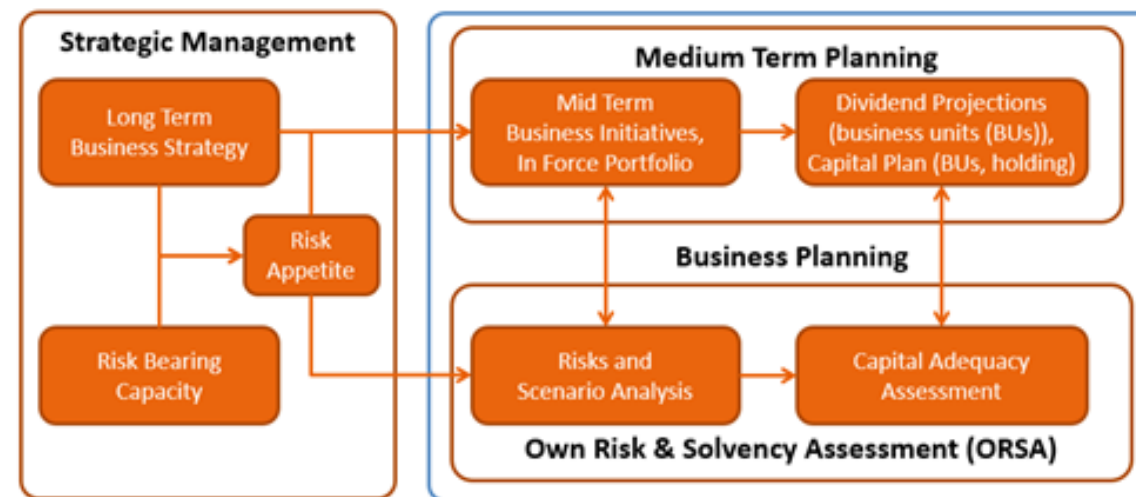 Strategic Management
Long Term
Business Strategy
Risk
Appetite
Risk Bearing
Capacity
Medium Term Planning
Mid Term
Business Initiatives,
In Force Portfolio
Dividend Projections
(business units (BUs)),
Capital Plan (BUs, holding)
Business Planning
Risks and
Scenario Analysis
Capital Adequacy
Assessment
Own Risk & Solvency Assessment (ORSA)